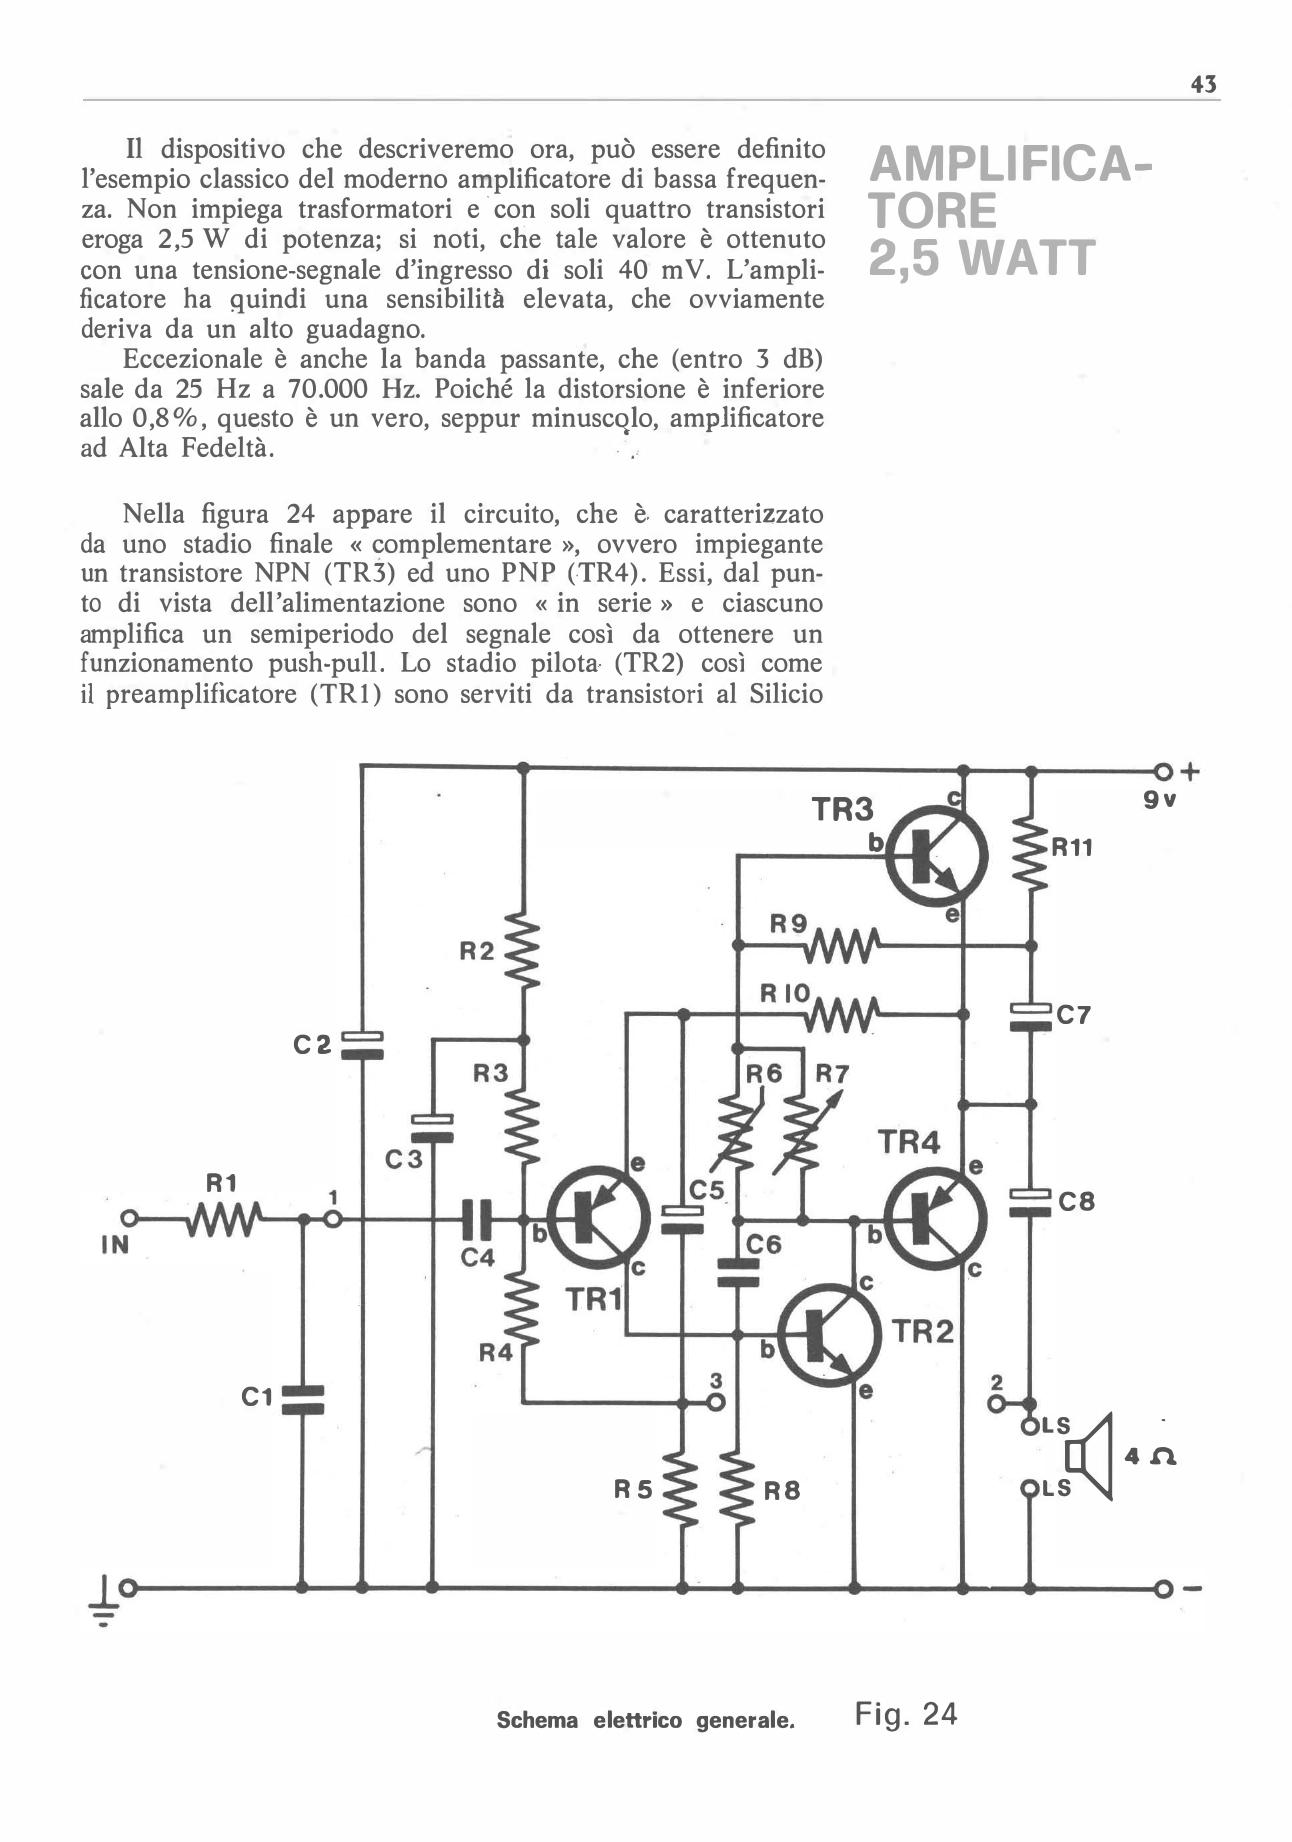 43
Il dispositivo che descriveremo ora, può essere definito
l'esempio classico del moderno amplificatore di bassa frequen-
za. Non impiega trasformatori e con soli quattro transistori
eroga 2,5 W di potenza; si noti, che tale valore è ottenuto
con una tensione-segnale d'ingresso di soli 40 mV. L'ampli-
ficatore ha quindi una sensibilità elevata, che ovviamente
deriva da un alto guadagno.
Eccezionale è anche la banda passante, che (entro 3 dB)
sale da 25 Hz a 70.000 Hz. Poiché la distorsione è inferiore
allo 0,8%, questo è un vero, seppur minuscolo, amplificatore
ad Alta Fedeltà.
AMPLIFICA-
TORE
2,5 WATT
Nella figura 24 appare il circuito, che è caratterizzato
da uno stadio finale « complementare », ovvero impiegante
un transistore NPN (TR3) ed uno PNP (TR4). Essi, dal pun-
to di vista dell'alimentazione sono « in serie » e ciascuno
amplifica un semiperiodo del segnale così da ottenere un
funzionamento push-pull. Lo stadio pilota (TR2) così come
il preamplificatore (TR1) sono serviti da transistori al Silicio
+
9 v
TR3
c
b
e
R11
R9
R2
R10
C7
C2
R3
R6
R7
C3
TR4
e
e
R1
1
C5
C8
IN
b
C4
c
C6
b
c
TR1
c
TR2
R4
b
3
e
2
C1
LS
4 Ω
R5
R8
LS
-
Schema elettrico generale.
Fig. 24